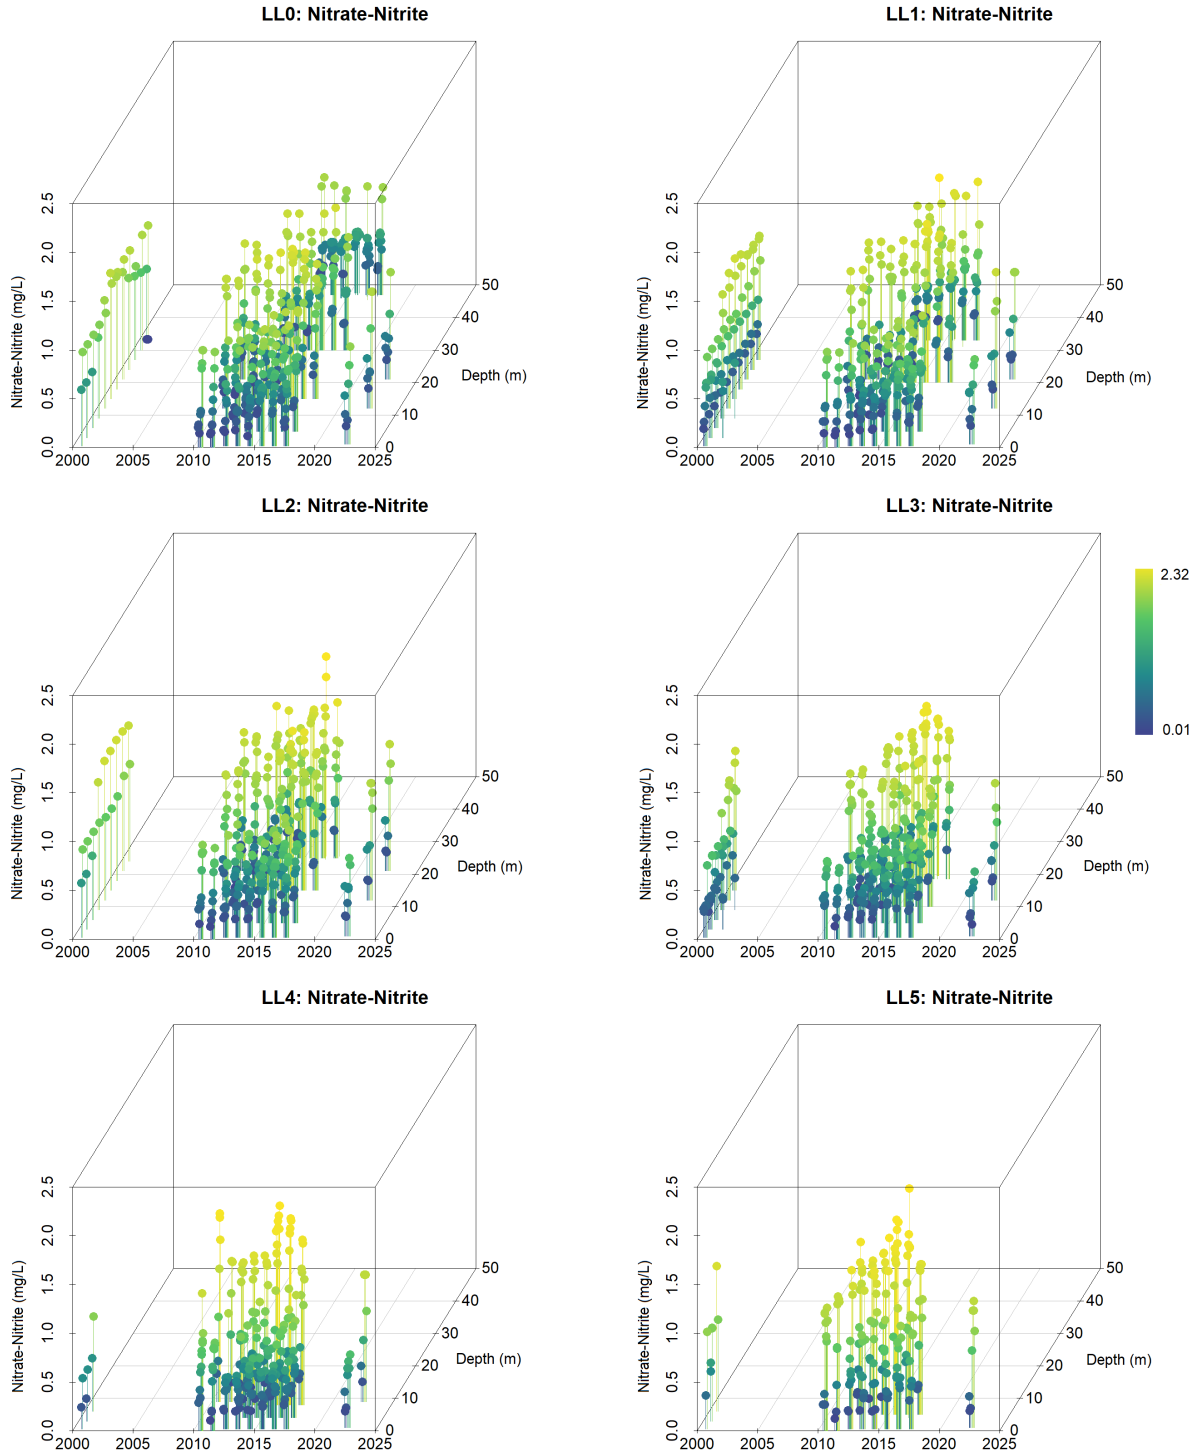 LL0: Nitrate-Nitrite
Nitrate-Nitrite (mg/L)
0.0 0.5 1.0 1.5 2.0 2.5
2000 2005 2010 2015 2020 2025
0 10 20 30 40 50
Depth (m)
LL1: Nitrate-Nitrite
Nitrate-Nitrite (mg/L)
0.0 0.5 1.0 1.5 2.0 2.5
2000 2005 2010 2015 2020 2025
0 10 20 30 40 50
Depth (m)
LL2: Nitrate-Nitrite
Nitrate-Nitrite (mg/L)
0.0 0.5 1.0 1.5 2.0 2.5
2000 2005 2010 2015 2020 2025
0 10 20 30 40 50
Depth (m)
LL3: Nitrate-Nitrite
Nitrate-Nitrite (mg/L)
0.0 0.5 1.0 1.5 2.0 2.5
2000 2005 2010 2015 2020 2025
0 10 20 30 40 50
Depth (m)
2.32
0.01
LL4: Nitrate-Nitrite
Nitrate-Nitrite (mg/L)
0.0 0.5 1.0 1.5 2.0 2.5
2000 2005 2010 2015 2020 2025
0 10 20 30 40 50
Depth (m)
LL5: Nitrate-Nitrite
Nitrate-Nitrite (mg/L)
0.0 0.5 1.0 1.5 2.0 2.5
2000 2005 2010 2015 2020 2025
0 10 20 30 40 50
Depth (m)